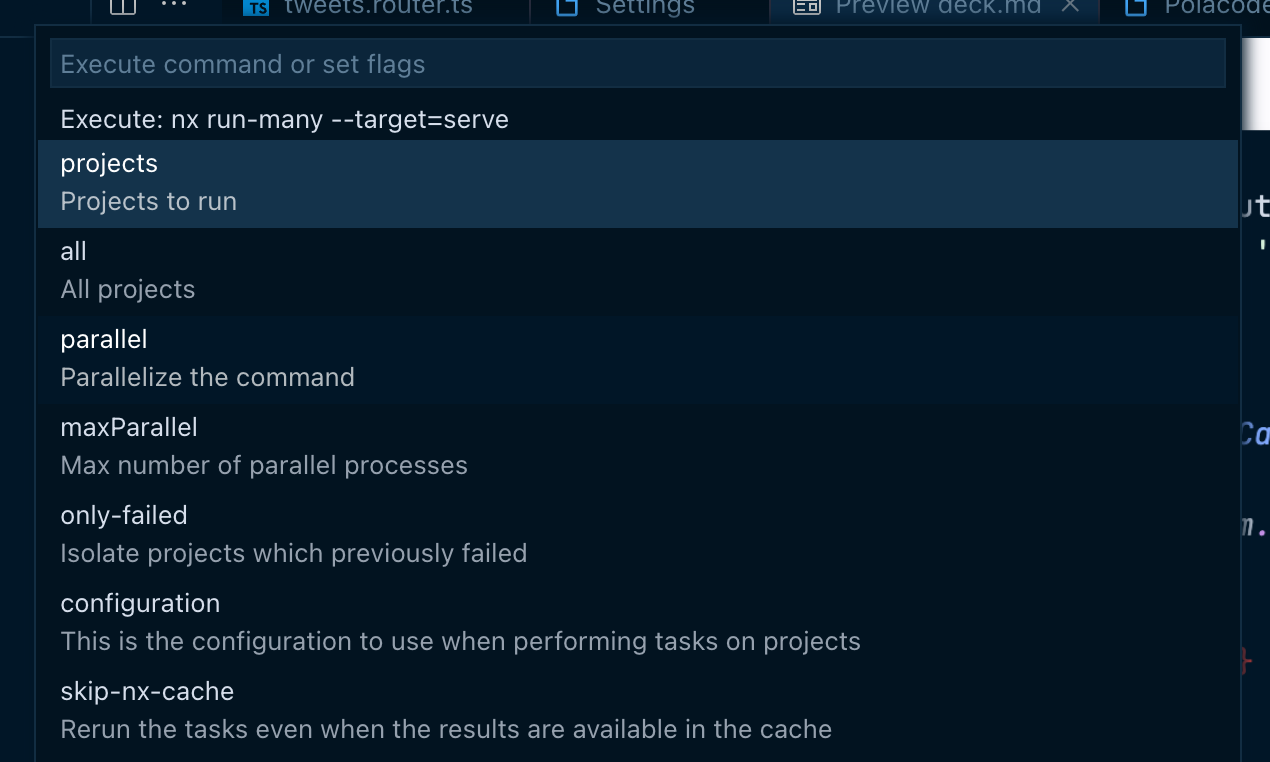 TS tweets.router.ts Settings Preview deck.md Polacode
Execute command or set flags
Execute: nx run-many --target=serve
projects
Projects to run
all
All projects
parallel
Parallelize the command
maxParallel
Max number of parallel processes
only-failed
Isolate projects which previously failed
configuration
This is the configuration to use when performing tasks on projects
skip-nx-cache
Rerun the tasks even when the results are available in the cache